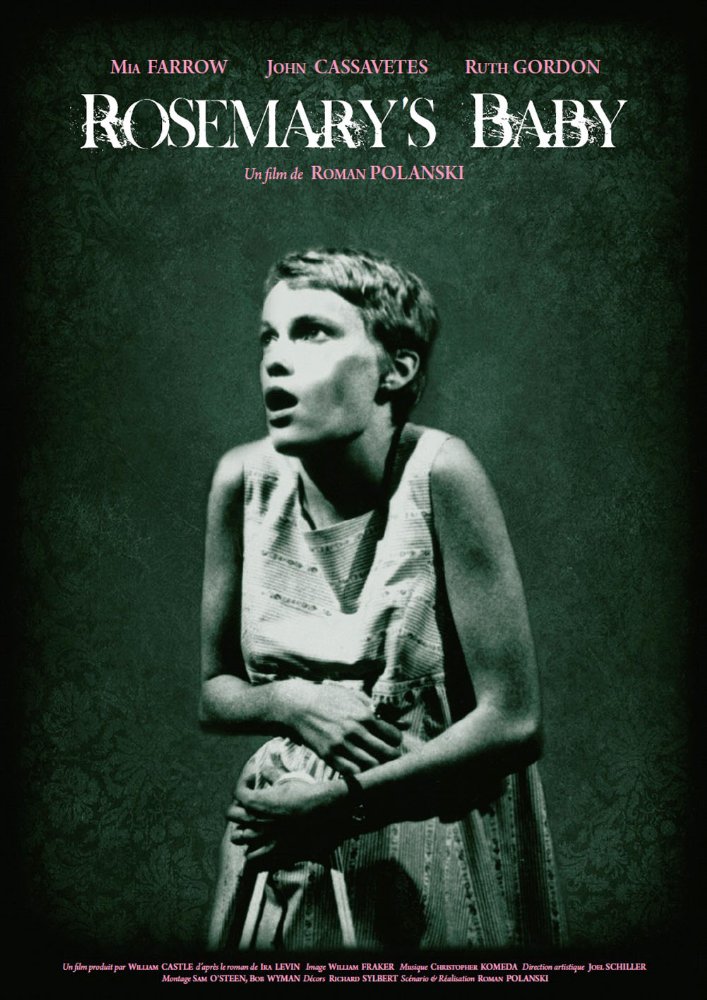 Mia FARROW John CASSAVETES Ruth GORDON
ROSEMARY'S BABY
Un film de Roman POLANSKI
Un film produit par William CASTLE d'après le roman de Ira LEVIN Image William FRAKER Musique Christopher KOMEDA Direction artistique Joel SCHILLER
Montage Sam O'STEEN, Bob WYMAN Décors Richard SYLBERT Scénario & Réalisation Roman POLANSKI